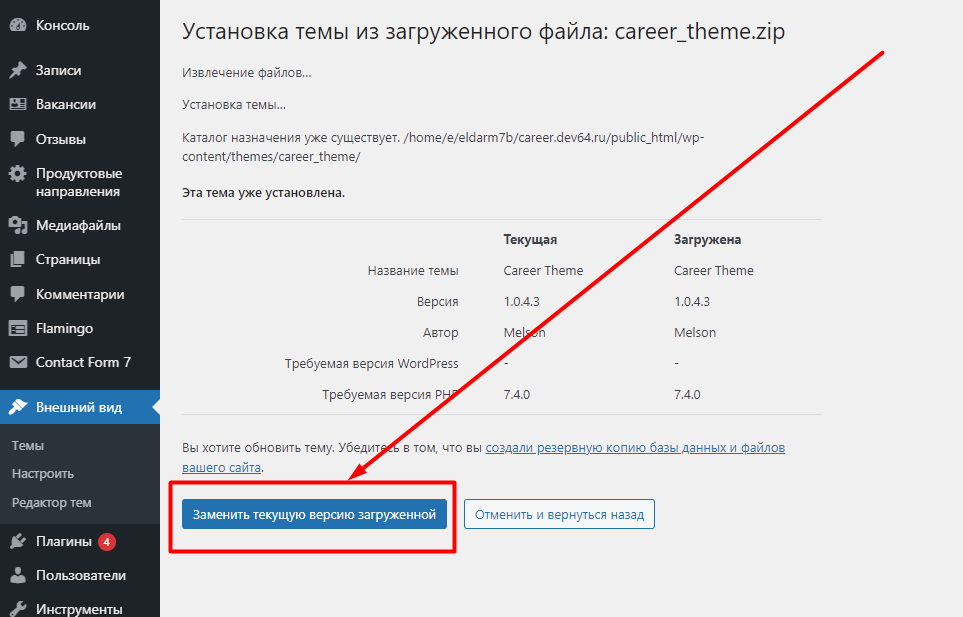 Консоль
Записи
Вакансии
Отзывы
Продуктовые
направления
Медиафайлы
Страницы
Комментарии
Flamingo
Contact Form 7
Внешний вид
Темы
Настроить
Редактор тем
Плагины 4
Пользователи
Инструменты
Установка темы из загруженного файла: career_theme.zip
Извлечение файлов…
Установка темы…
Каталог назначения уже существует. /home/e/eldarm7b/career.dev64.ru/public_html/wp-
content/themes/career_theme/
Эта тема уже установлена.
Текущая Загружена
Название темы Career Theme Career Theme
Версия 1.0.4.3 1.0.4.3
Автор Melson Melson
Требуемая версия WordPress - -
Требуемая версия PHP 7.4.0 7.4.0
Вы хотите обновить тему. Убедитесь в том, что вы создали резервную копию базы данных и файлов
вашего сайта.
Заменить текущую версию загруженной Отменить и вернуться назад